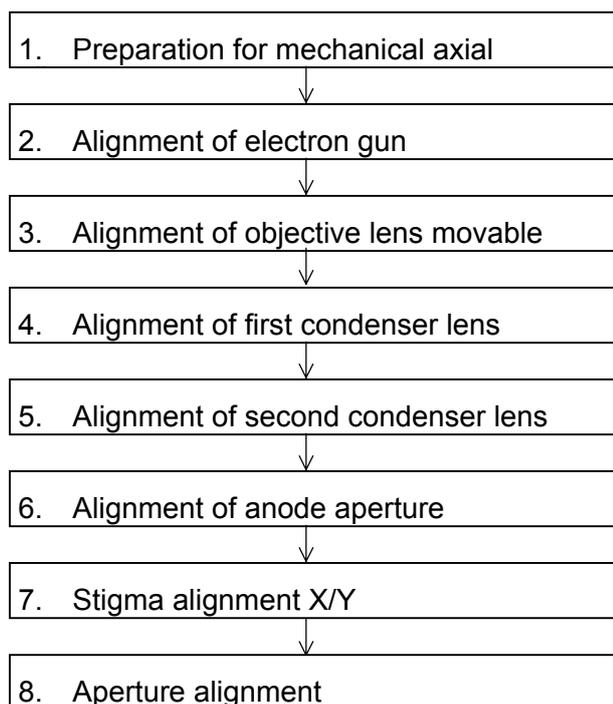 1. Preparation for mechanical axial
2. Alignment of electron gun
3. Alignment of objective lens movable
4. Alignment of first condenser lens
5. Alignment of second condenser lens
6. Alignment of anode aperture
7. Stigma alignment X/Y
8. Aperture alignment